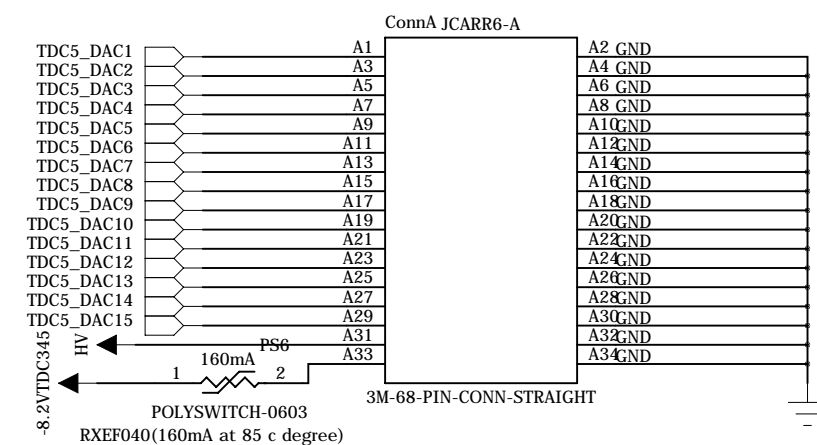 ConnA JCARR6-A
TDC5_DAC1 A1 A2 GND
TDC5_DAC2 A3 A4 GND
TDC5_DAC3 A5 A6 GND
TDC5_DAC4 A7 A8 GND
TDC5_DAC5 A9 A10GND
TDC5_DAC6 A11 A12GND
TDC5_DAC7 A13 A14GND
TDC5_DAC8 A15 A16GND
TDC5_DAC9 A17 A18GND
TDC5_DAC10 A19 A20GND
TDC5_DAC11 A21 A22GND
TDC5_DAC12 A23 A24GND
TDC5_DAC13 A25 A26GND
TDC5_DAC14 A27 A28GND
TDC5_DAC15 A29 A30GND
HV A31 A32GND
PS6
160mA A33 A34GND
-8.2VTDC345
1 2
3M-68-PIN-CONN-STRAIGHT
POLYSWITCH-0603
RXEF040(160mA at 85 c degree)